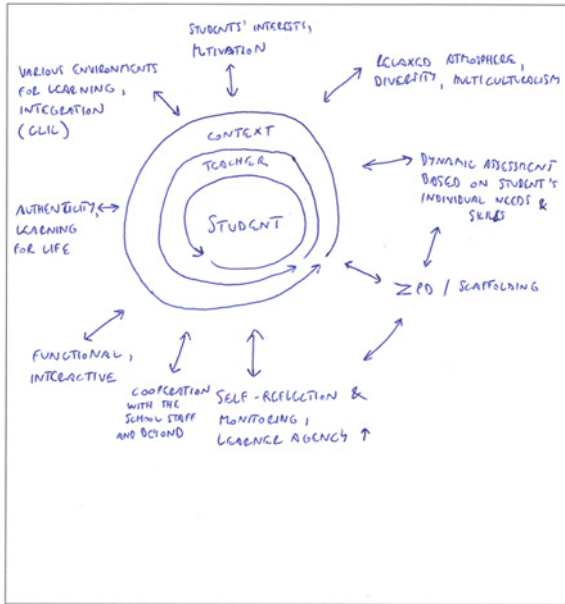 STUDENTS' INTERESTS,
MOTIVATION
RELAXED ATMOSPHERE,
DIVERSITY, MULTICULTURALISM
VARIOUS ENVIRONMENTS
FOR LEARNING,
INTEGRATION
(CLIL)
CONTEXT
TEACHER
STUDENT
DYNAMIC ASSESSMENT
BASED ON STUDENT'S
INDIVIDUAL NEEDS &
SKILLS
AUTHENTICITY,
LEARNING
FOR LIFE
ZPD / SCAFFOLDING
FUNCTIONAL,
INTERACTIVE
COOPERATION
WITH THE
SCHOOL STAFF
AND BEYOND
SELF-REFLECTION &
MONITORING,
LEARNER AGENCY ↑